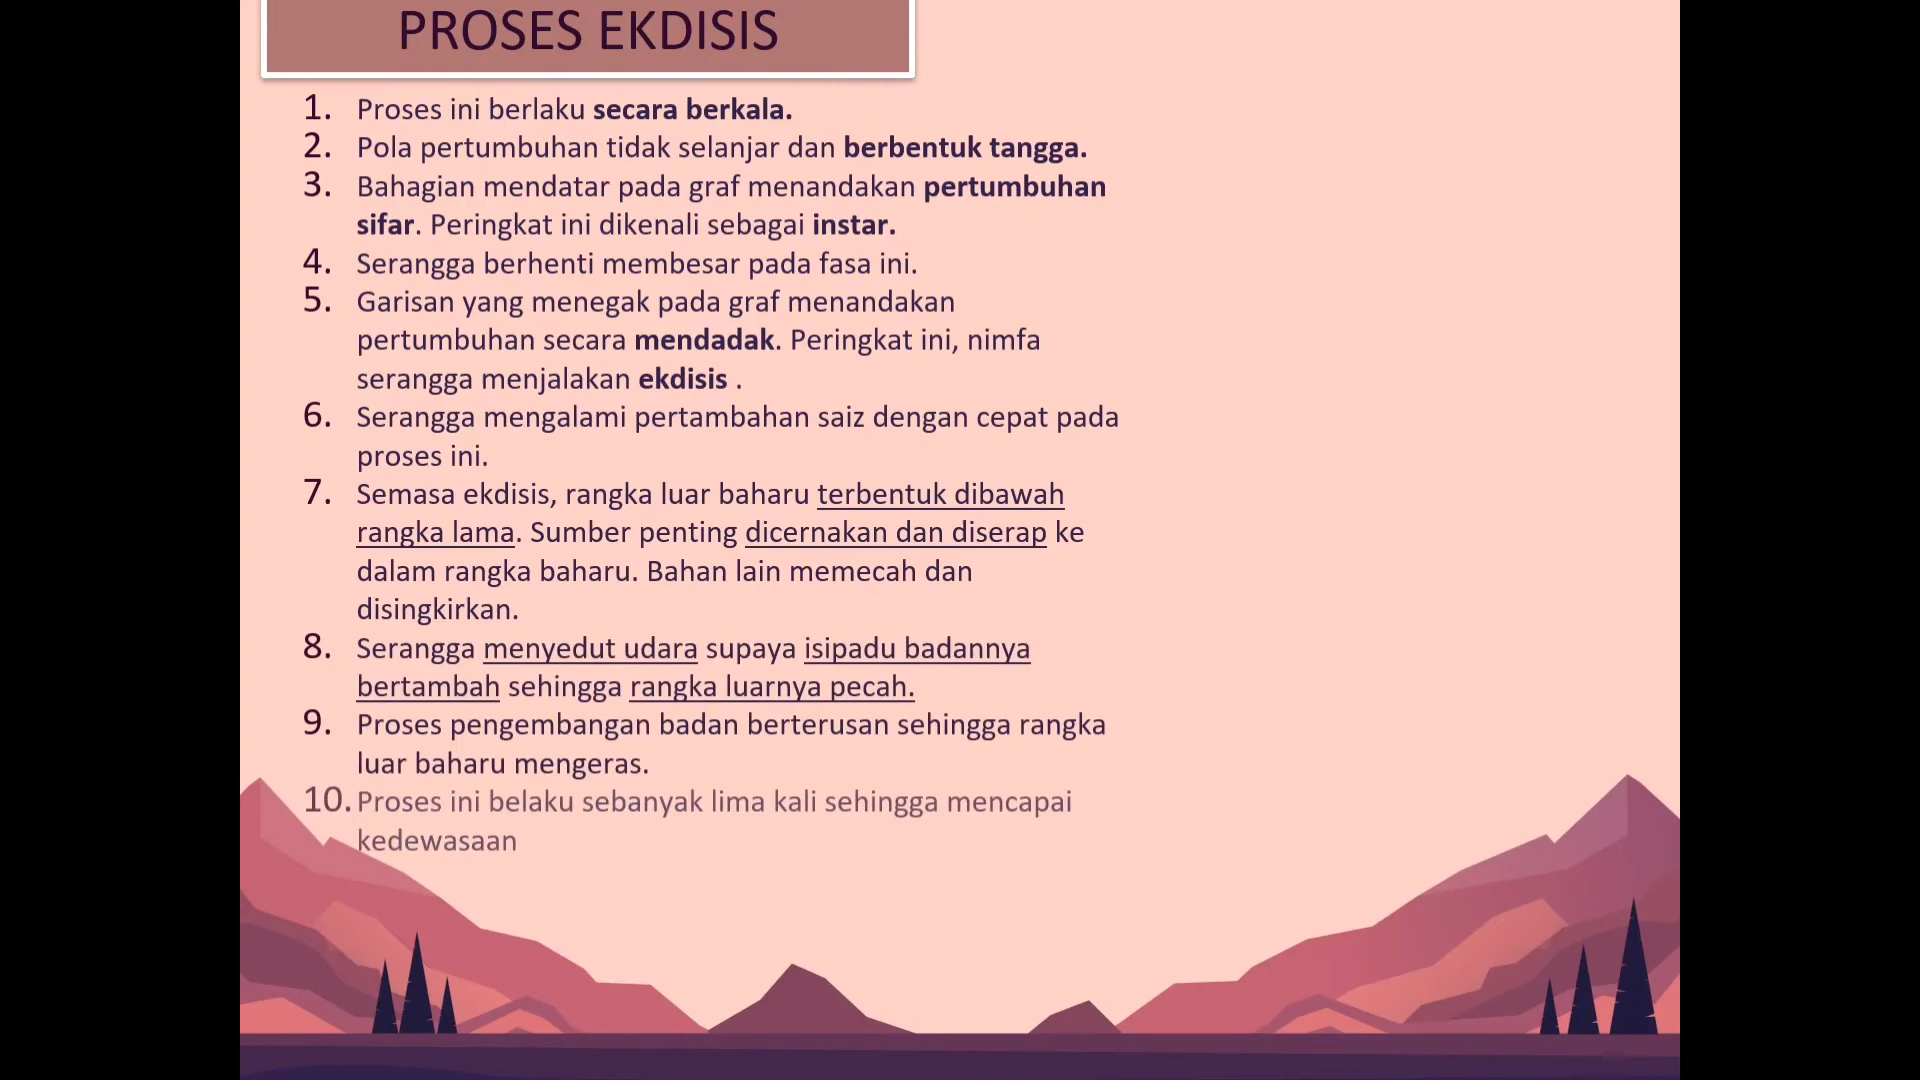 PROSES EKDISIS
1. Proses ini berlaku secara berkala.
2. Pola pertumbuhan tidak selanjar dan berbentuk tangga.
3. Bahagian mendatar pada graf menandakan pertumbuhan
sifar. Peringkat ini dikenali sebagai instar.
4. Serangga berhenti membesar pada fasa ini.
5. Garisan yang menegak pada graf menandakan
pertumbuhan secara mendadak. Peringkat ini, nimfa
serangga menjalakan ekdisis .
6. Serangga mengalami pertambahan saiz dengan cepat pada
proses ini.
7. Semasa ekdisis, rangka luar baharu terbentuk dibawah
rangka lama. Sumber penting dicernakan dan diserap ke
dalam rangka baharu. Bahan lain memecah dan
disingkirkan.
8. Serangga menyedut udara supaya isipadu badannya
bertambah sehingga rangka luarnya pecah.
9. Proses pengembangan badan berterusan sehingga rangka
luar baharu mengeras.
10. Proses ini belaku sebanyak lima kali sehingga mencapai
kedewasaan